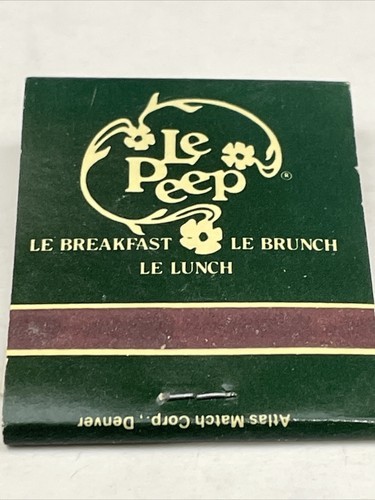 Le
Peep®
LE BREAKFAST LE BRUNCH
LE LUNCH
Atlas Match Corp., Denver